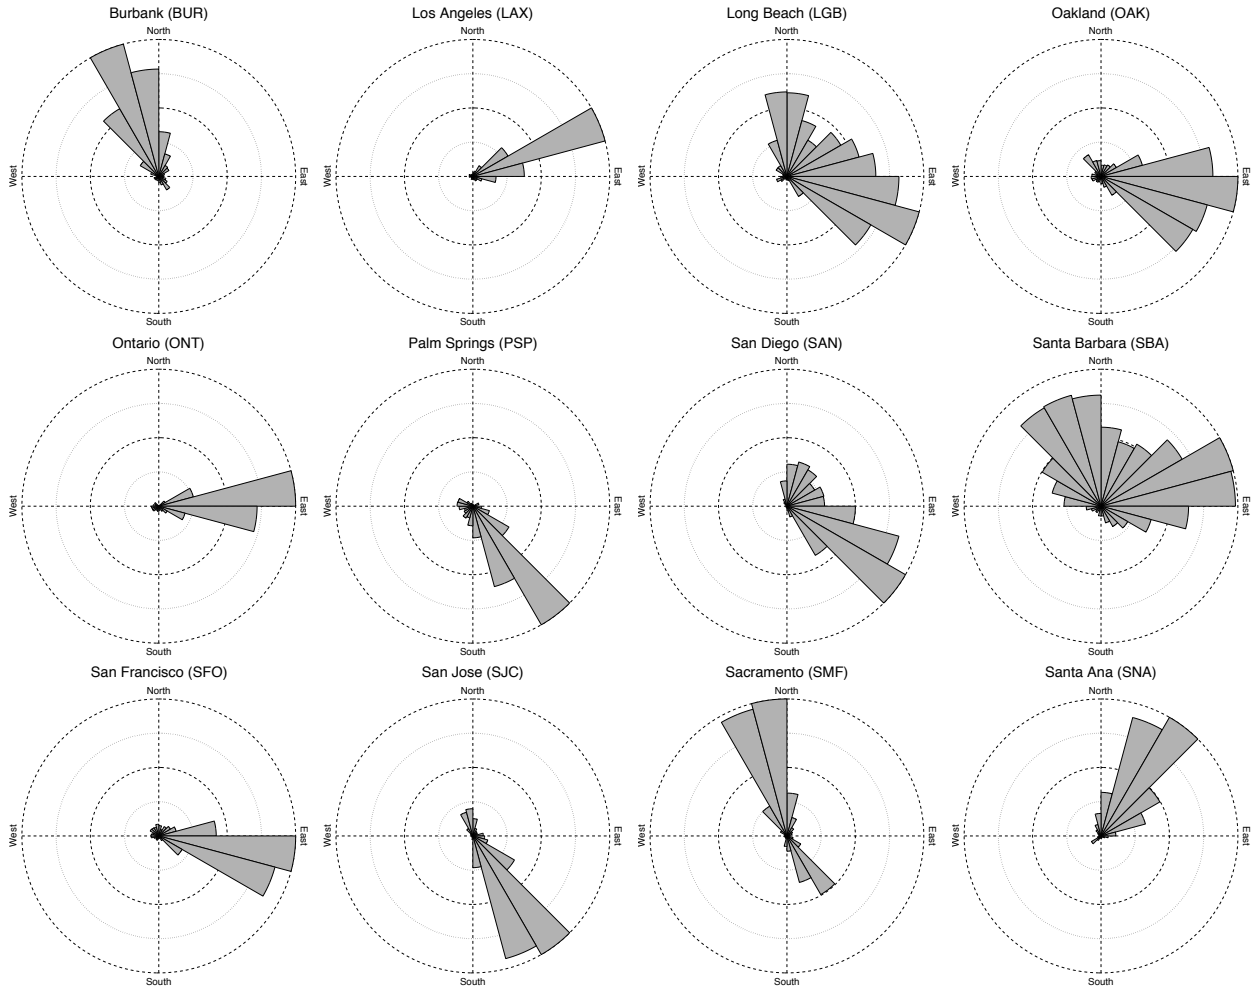 Burbank (BUR)
North
West
East
South
Los Angeles (LAX)
North
West
East
South
Long Beach (LGB)
North
West
East
South
Oakland (OAK)
North
West
East
South
Ontario (ONT)
North
West
East
South
Palm Springs (PSP)
North
West
East
South
San Diego (SAN)
North
West
East
South
Santa Barbara (SBA)
North
West
East
South
San Francisco (SFO)
North
West
East
South
San Jose (SJC)
North
West
East
South
Sacramento (SMF)
North
West
East
South
Santa Ana (SNA)
North
West
East
South